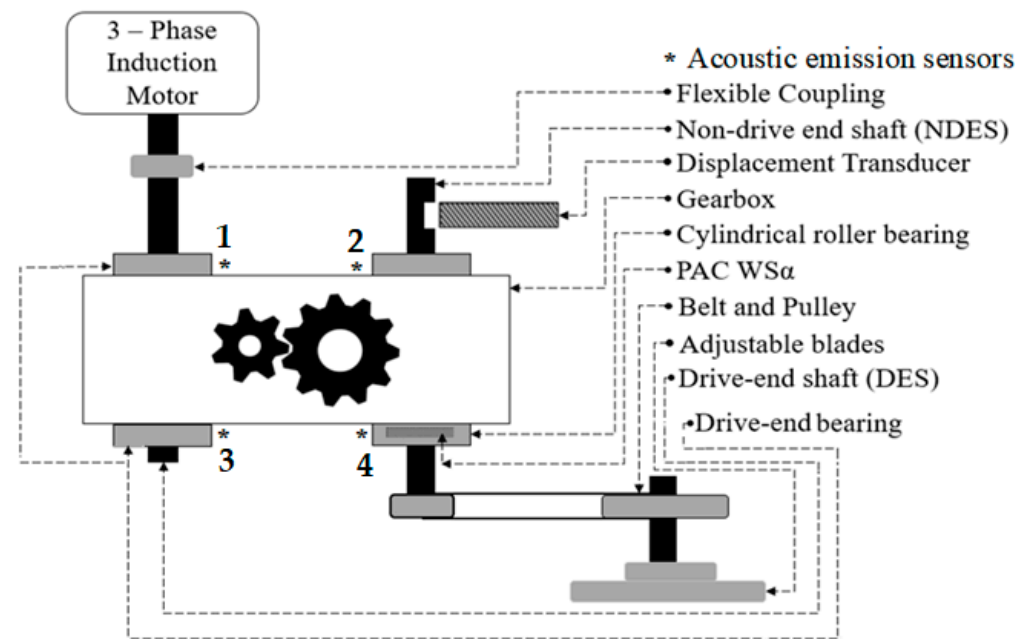 3 – Phase
Induction
Motor
* Acoustic emission sensors
Flexible Coupling
Non-drive end shaft (NDES)
Displacement Transducer
Gearbox
Cylindrical roller bearing
PAC WSα
Belt and Pulley
Adjustable blades
Drive-end shaft (DES)
Drive-end bearing
1
*
2
*
*
3
*
4